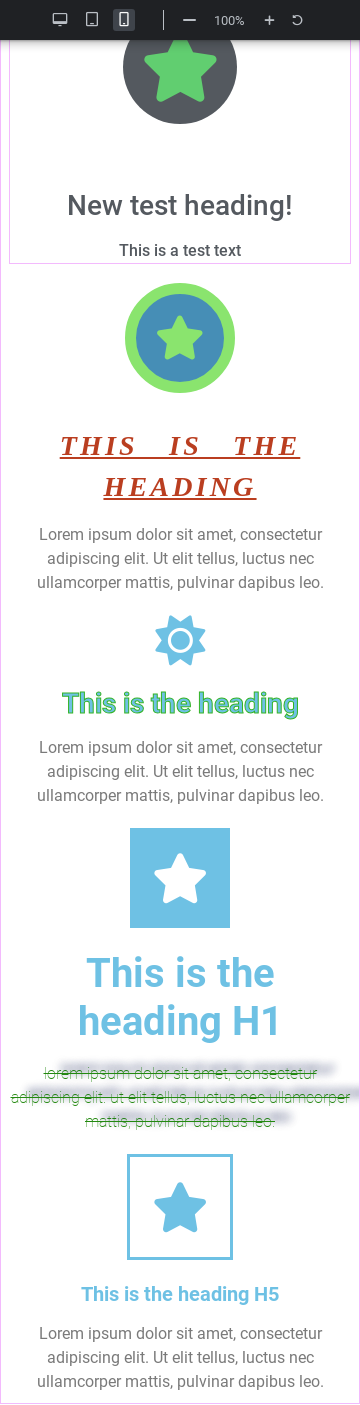 100%
New test heading!
This is a test text
THIS IS THE
HEADING
Lorem ipsum dolor sit amet, consectetur
adipiscing elit. Ut elit tellus, luctus nec
ullamcorper mattis, pulvinar dapibus leo.
This is the heading
Lorem ipsum dolor sit amet, consectetur
adipiscing elit. Ut elit tellus, luctus nec
ullamcorper mattis, pulvinar dapibus leo.
This is the
heading H1
lorem ipsum dolor sit amet, consectetur
adipiscing elit. ut elit tellus, luctus nec ullamcorper
mattis, pulvinar dapibus leo.
This is the heading H5
Lorem ipsum dolor sit amet, consectetur
adipiscing elit. Ut elit tellus, luctus nec
ullamcorper mattis, pulvinar dapibus leo.